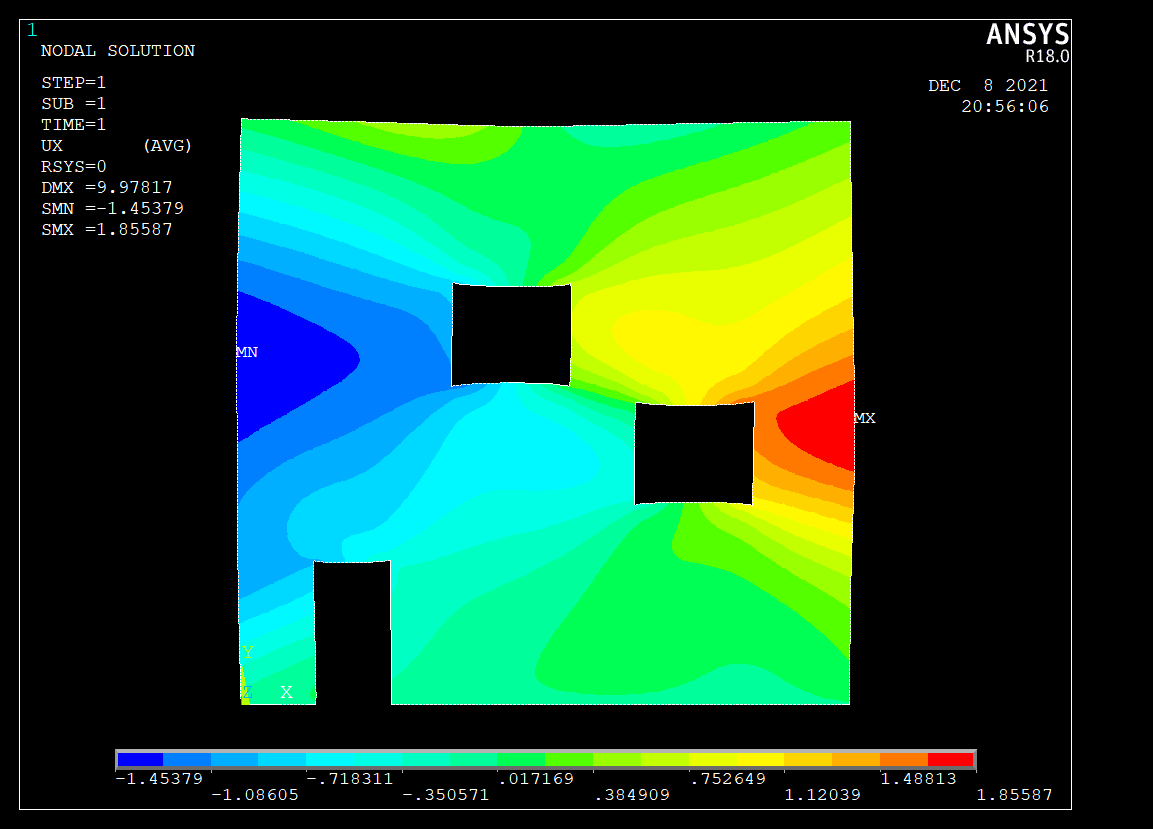 1
ANSYS
R18.0
NODAL SOLUTION
STEP=1
SUB =1
TIME=1
UX (AVG)
RSYS=0
DMX =9.97817
SMN =-1.45379
SMX =1.85587
DEC 8 2021
20:56:06
MN
MX
Y
Z X
-1.45379 -.718311 .017169 .752649 1.48813
-1.08605 -.350571 .384909 1.12039 1.85587